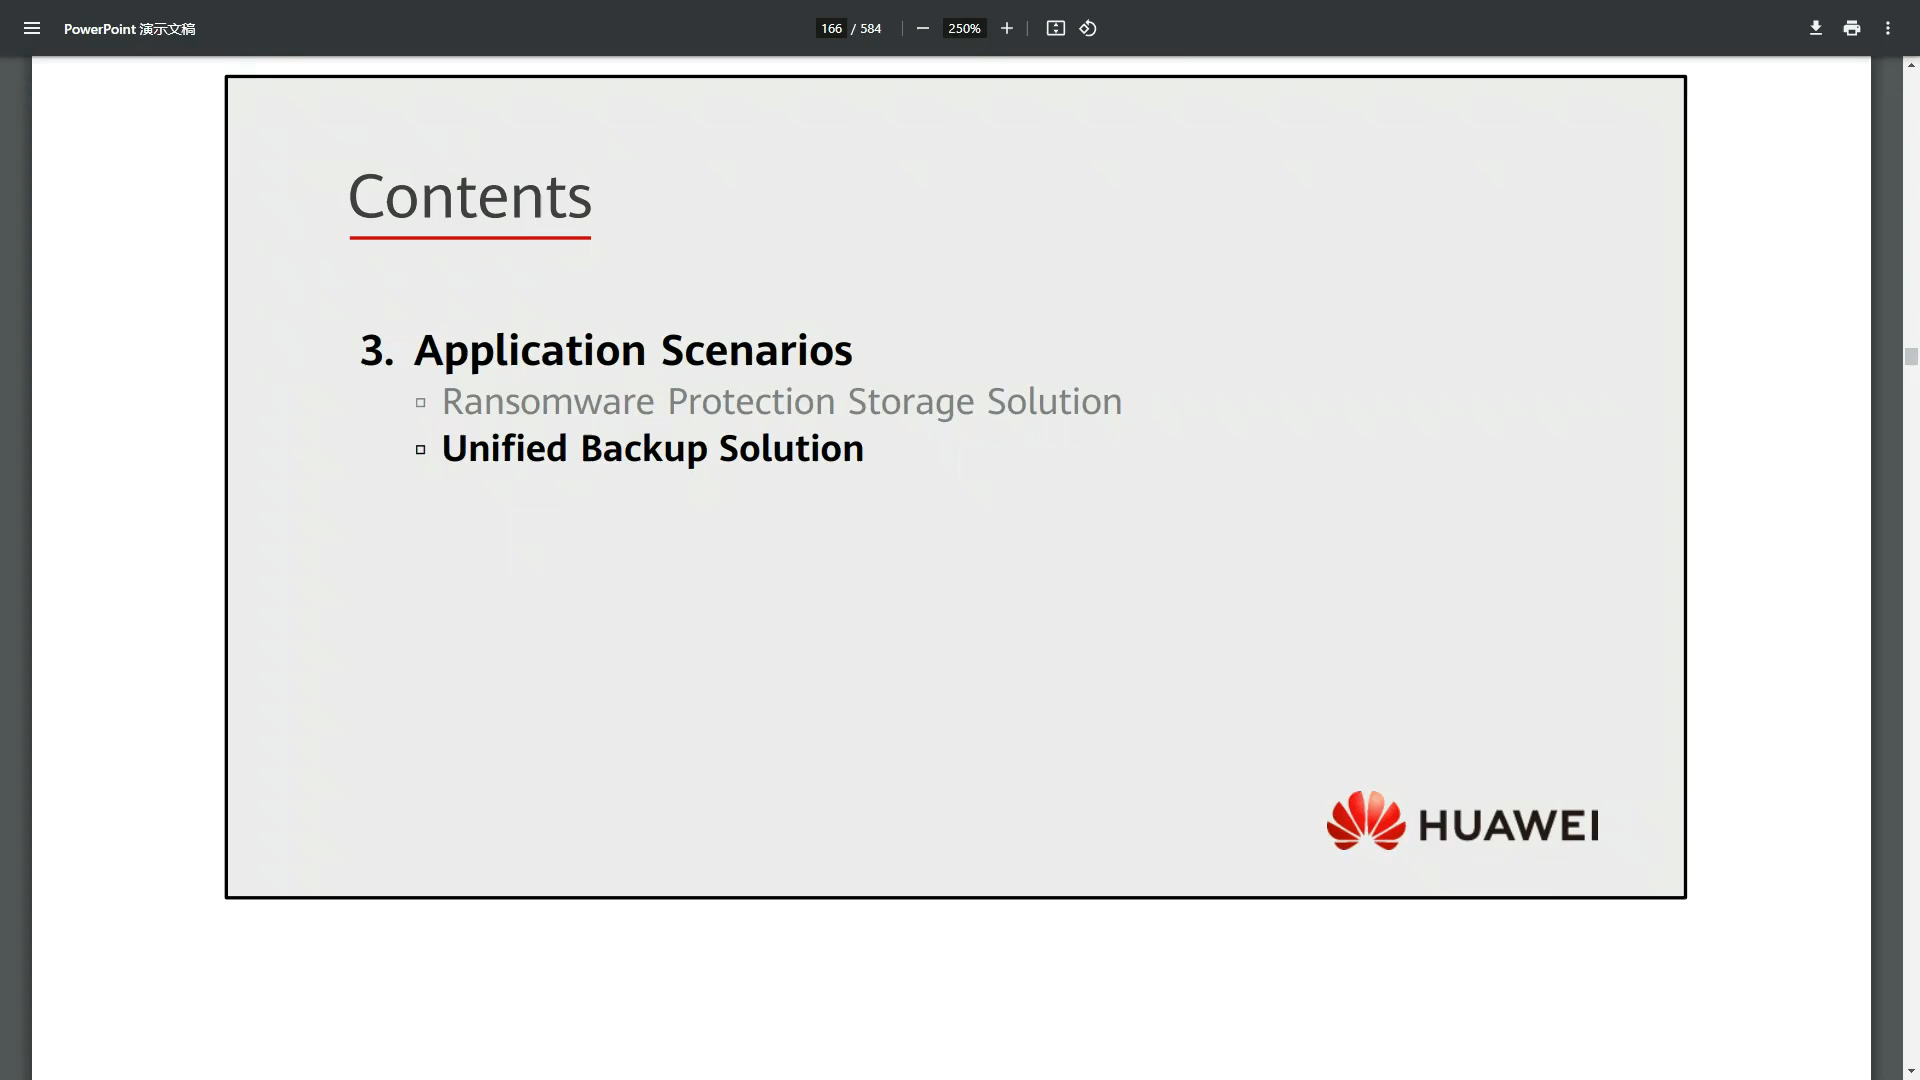 PowerPoint 演示文稿
166 / 584
250%
Contents
3. Application Scenarios
▫ Ransomware Protection Storage Solution
▫ Unified Backup Solution
HUAWEI